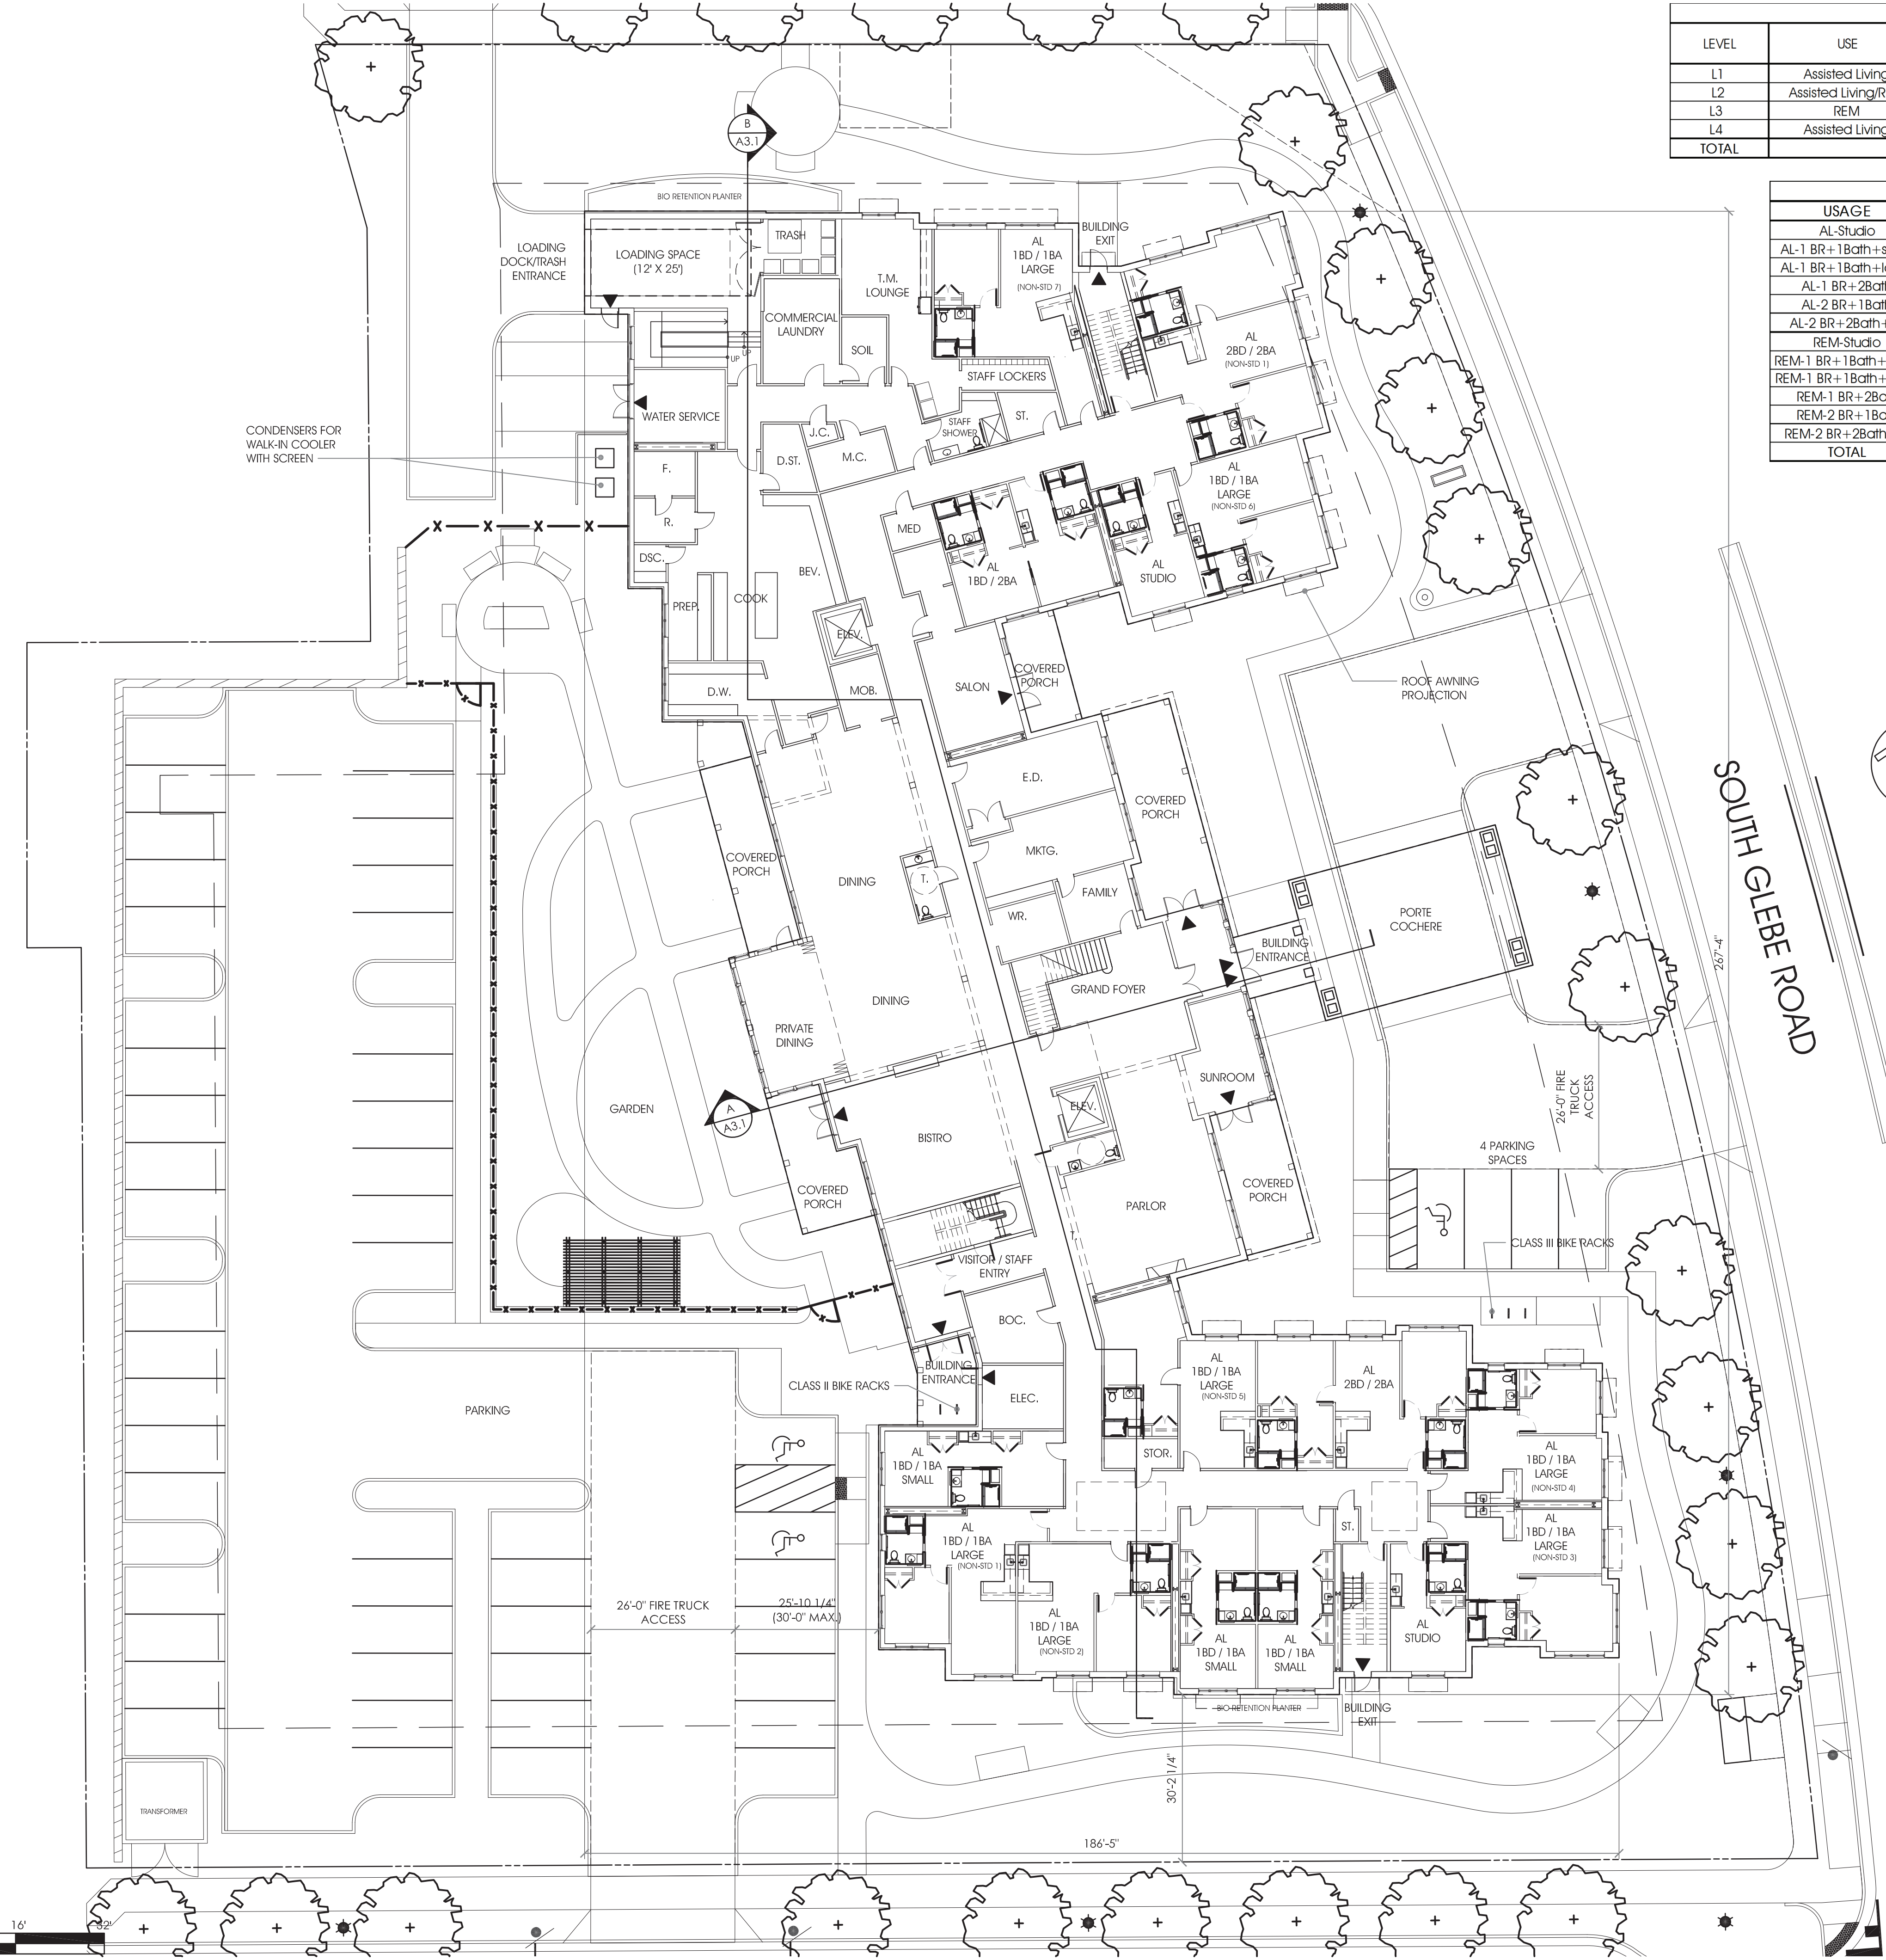 LEVEL USE
L1 Assisted Living
L2 Assisted Living/R
L3 REM
L4 Assisted Living
TOTAL
USAGE
AL-Studio
AL-1 BR+1Bath+s
AL-1 BR+1Bath+l
AL-1 BR+2Bat
AL-2 BR+1Bat
AL-2 BR+2Bath+
REM-Studio
REM-1 BR+1Bath+
REM-1 BR+1Bath+
REM-1 BR+2Ba
REM-2 BR+1Ba
REM-2 BR+2Bath
TOTAL
B
A3.1
BIO RETENTION PLANTER
LOADING
DOCK/TRASH
ENTRANCE
LOADING SPACE
(12' X 25')
TRASH
T.M.
LOUNGE
AL
1BD / 1BA
LARGE
(NON-STD 7)
BUILDING
EXIT
COMMERCIAL
LAUNDRY
SOIL
UP
UP
AL
2BD / 2BA
(NON-STD 1)
STAFF LOCKERS
WATER SERVICE
J.C.
STAFF
SHOWER
ST.
CONDENSERS FOR
WALK-IN COOLER
WITH SCREEN
D.ST.
M.C.
F.
AL
1BD / 1BA
LARGE
(NON-STD 6)
R.
MED
DSC.
BEV.
AL
1BD / 2BA
AL
STUDIO
PREP.
COOK
ELEV.
D.W.
MOB.
SALON
COVERED
PORCH
ROOF AWNING
PROJECTION
E.D.
COVERED
PORCH
SOUTH GLEBE ROAD
267'-4"
COVERED
PORCH
DINING
T.
MKTG.
FAMILY
WR.
PORTE
COCHERE
BUILDING
ENTRANCE
GRAND FOYER
DINING
PRIVATE
DINING
SUNROOM
26'-0" FIRE
TRUCK
ACCESS
GARDEN
A
A3.1
ELEV.
BISTRO
4 PARKING
SPACES
COVERED
PORCH
PARLOR
COVERED
PORCH
CLASS III BIKE RACKS
VISITOR / STAFF
ENTRY
BOC.
BUILDING
ENTRANCE
CLASS II BIKE RACKS
ELEC.
AL
1BD / 1BA
LARGE
(NON-STD 5)
AL
2BD / 2BA
PARKING
STOR.
AL
1BD / 1BA
SMALL
AL
1BD / 1BA
LARGE
(NON-STD 4)
AL
1BD / 1BA
LARGE
(NON-STD 1)
ST.
AL
1BD / 1BA
LARGE
(NON-STD 3)
26'-0" FIRE TRUCK
ACCESS
25'-10 1/4"
(30'-0" MAX.)
AL
1BD / 1BA
LARGE
(NON-STD 2)
AL
1BD / 1BA
SMALL
AL
1BD / 1BA
SMALL
AL
STUDIO
BIO RETENTION PLANTER
BUILDING
EXIT
30'-2 1/4"
TRANSFORMER
186'-5"
16' 32'